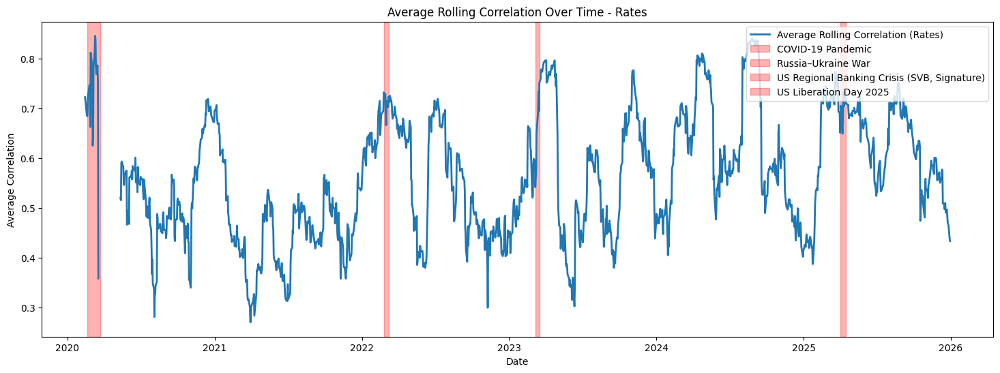 Average Rolling Correlation Over Time - Rates
Average Rolling Correlation (Rates)
COVID-19 Pandemic
Russia–Ukraine War
US Regional Banking Crisis (SVB, Signature)
US Liberation Day 2025
Average Correlation
0.8
0.7
0.6
0.5
0.4
0.3
2020
2021
2022
2023
2024
2025
2026
Date